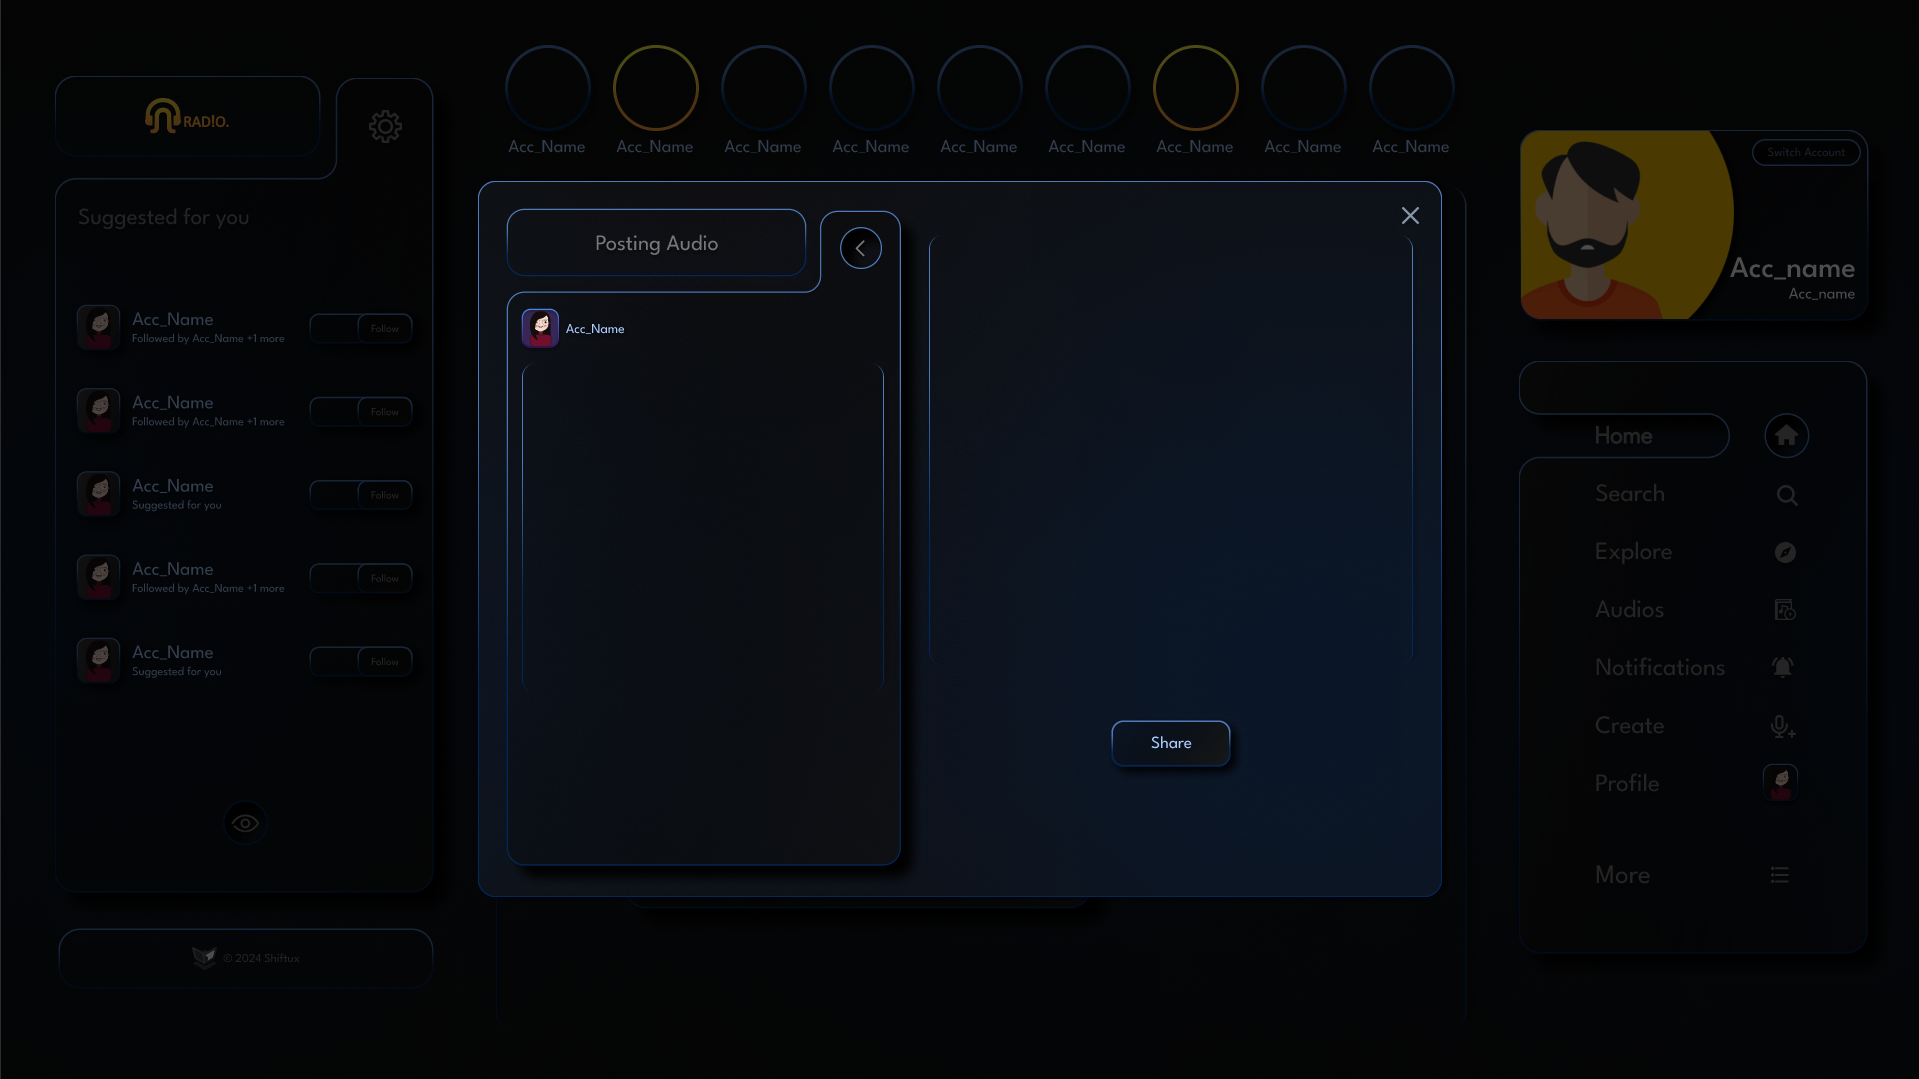 RAD!O.
Suggested for you
Acc_Name
Followed by Acc_Name +1 more
Follow
Acc_Name
Followed by Acc_Name +1 more
Follow
Acc_Name
Suggested for you
Follow
Acc_Name
Followed by Acc_Name +1 more
Follow
Acc_Name
Suggested for you
Follow
© 2024 Shiftux
Acc_Name Acc_Name Acc_Name Acc_Name Acc_Name Acc_Name Acc_Name Acc_Name Acc_Name
Posting Audio
Acc_Name
Share
Switch Account
Acc_name
Acc_name
Home
Search
Explore
Audios
Notifications
Create
Profile
More